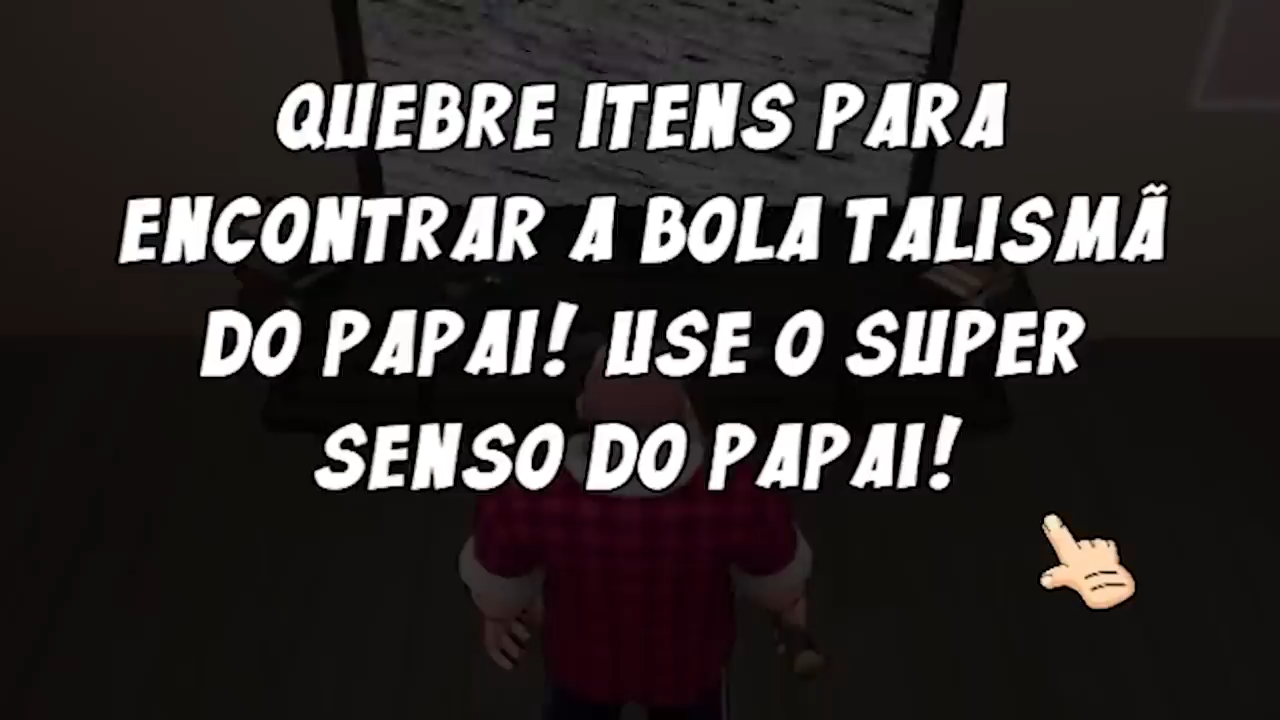 QUEBRE ITENS PARA
ENCONTRAR A BOLA TALISMÃ
DO PAPAI! USE O SUPER
SENSO DO PAPAI!